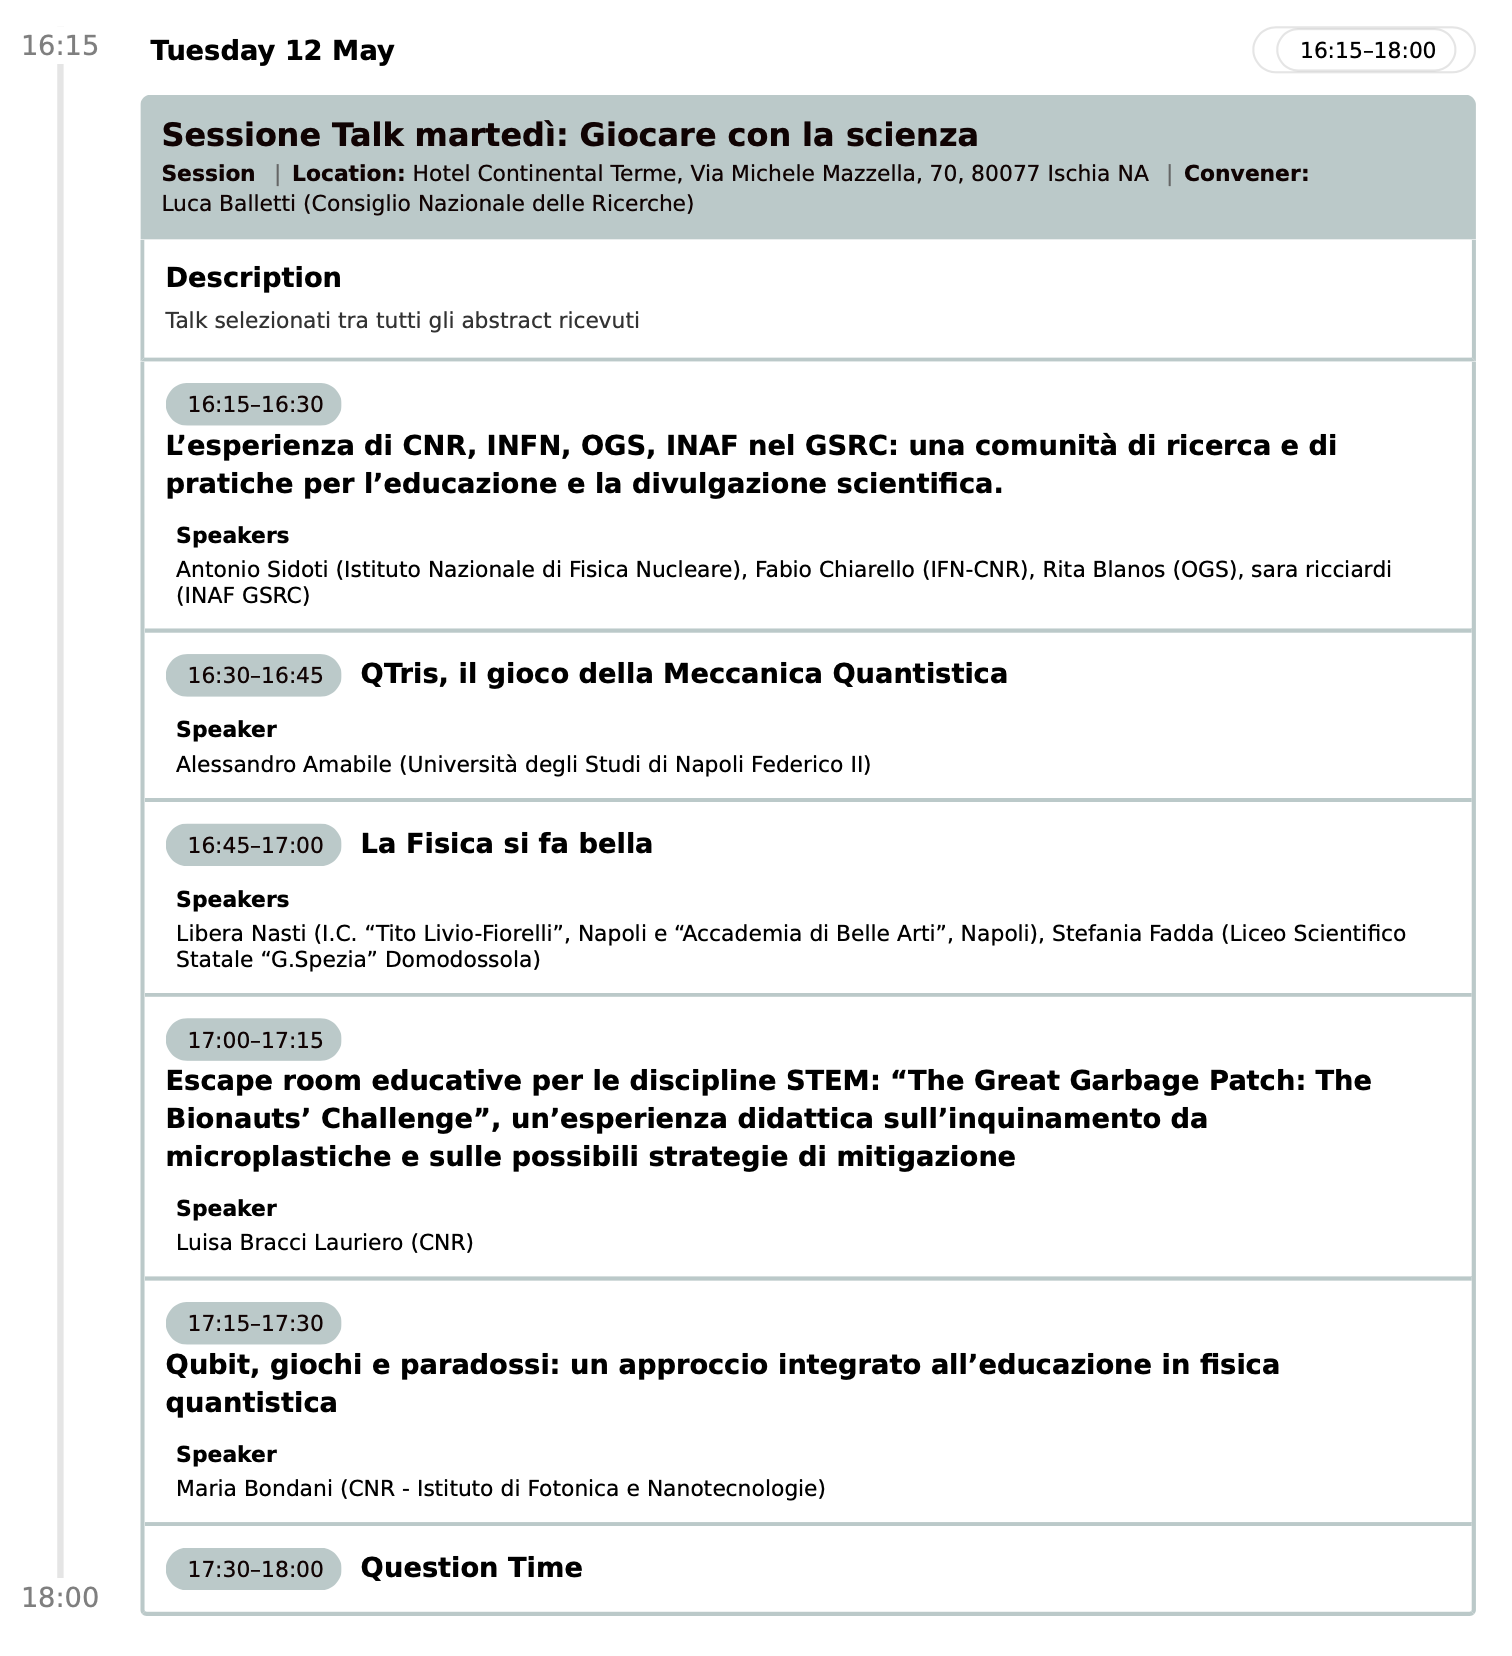 16:15
Tuesday 12 May
16:15–18:00
Sessione Talk martedì: Giocare con la scienza
Session | Location: Hotel Continental Terme, Via Michele Mazzella, 70, 80077 Ischia NA | Convener:
Luca Balletti (Consiglio Nazionale delle Ricerche)
Description
Talk selezionati tra tutti gli abstract ricevuti
16:15–16:30
L’esperienza di CNR, INFN, OGS, INAF nel GSRC: una comunità di ricerca e di
pratiche per l’educazione e la divulgazione scientifica.
Speakers
Antonio Sidoti (Istituto Nazionale di Fisica Nucleare), Fabio Chiarello (IFN-CNR), Rita Blanos (OGS), sara ricciardi
(INAF GSRC)
16:30–16:45 QTris, il gioco della Meccanica Quantistica
Speaker
Alessandro Amabile (Università degli Studi di Napoli Federico II)
16:45–17:00 La Fisica si fa bella
Speakers
Libera Nasti (I.C. “Tito Livio-Fiorelli”, Napoli e “Accademia di Belle Arti”, Napoli), Stefania Fadda (Liceo Scientifico
Statale “G.Spezia” Domodossola)
17:00–17:15
Escape room educative per le discipline STEM: “The Great Garbage Patch: The
Bionauts’ Challenge”, un’esperienza didattica sull’inquinamento da
microplastiche e sulle possibili strategie di mitigazione
Speaker
Luisa Bracci Lauriero (CNR)
17:15–17:30
Qubit, giochi e paradossi: un approccio integrato all’educazione in fisica
quantistica
Speaker
Maria Bondani (CNR - Istituto di Fotonica e Nanotecnologie)
17:30–18:00 Question Time
18:00